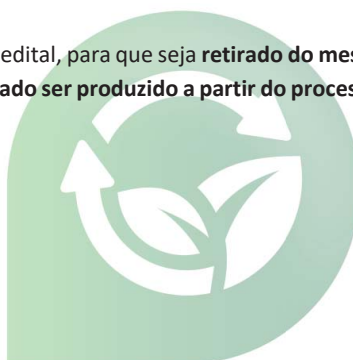 edital, para que seja retirado do mes
ado ser produzido a partir do proces